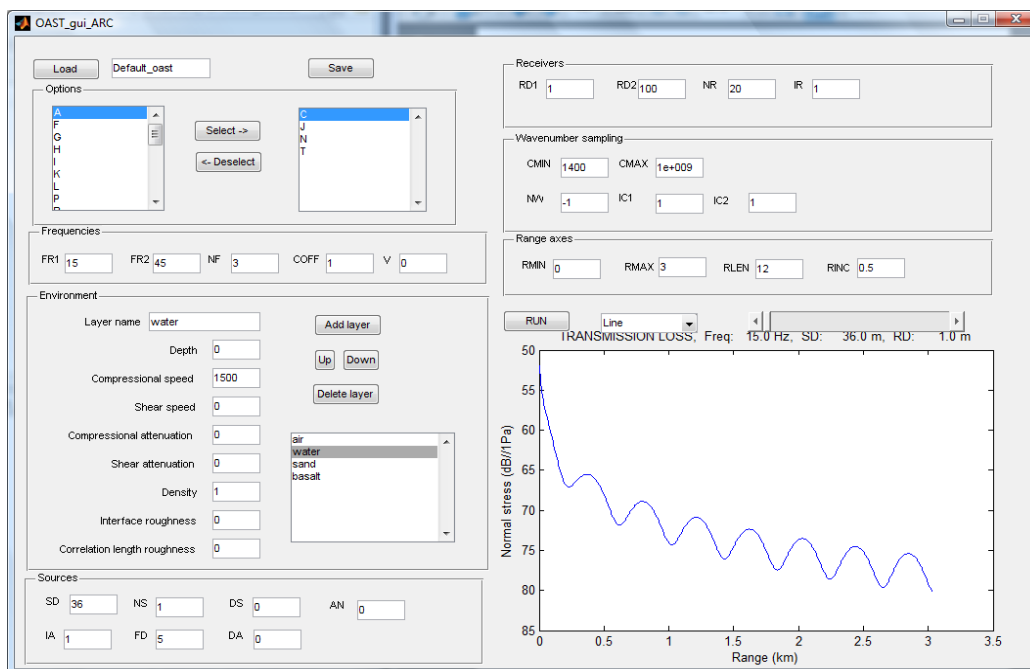 OAST_gui_ARC
Load Default_oast Save
Options
A
F
G
H
I
K
L
P
Select ->
<- Deselect
C
J
N
T
Frequencies
FR1 15 FR2 45 NF 3 COFF 1 V 0
Environment
Layer name water
Depth 0
Compressional speed 1500
Shear speed 0
Compressional attenuation 0
Shear attenuation 0
Density 1
Interface roughness 0
Correlation length roughness 0
Add layer
Up Down
Delete layer
air
water
sand
basalt
Sources
SD 36 NS 1 DS 0 AN 0
IA 1 FD 5 DA 0
Receivers
RD1 1 RD2 100 NR 20 IR 1
Wavenumber sampling
CMIN 1400 CMAX 1e+009
NW -1 IC1 1 IC2 1
Range axes
RMIN 0 RMAX 3 RLEN 12 RINC 0.5
RUN Line
TRANSMISSION LOSS, Freq: 15.0 Hz, SD: 36.0 m, RD: 1.0 m
Normal stress (dB//1Pa)
50
55
60
65
70
75
80
85
0 0.5 1 1.5 2 2.5 3 3.5
Range (km)